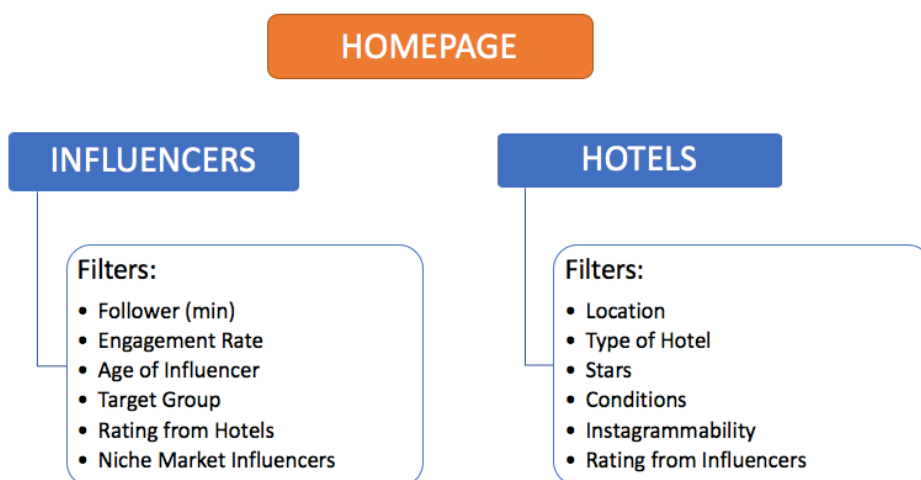 HOMEPAGE
INFLUENCERS
Filters:
• Follower (min)
• Engagement Rate
• Age of Influencer
• Target Group
• Rating from Hotels
• Niche Market Influencers
HOTELS
Filters:
• Location
• Type of Hotel
• Stars
• Conditions
• Instagrammability
• Rating from Influencers